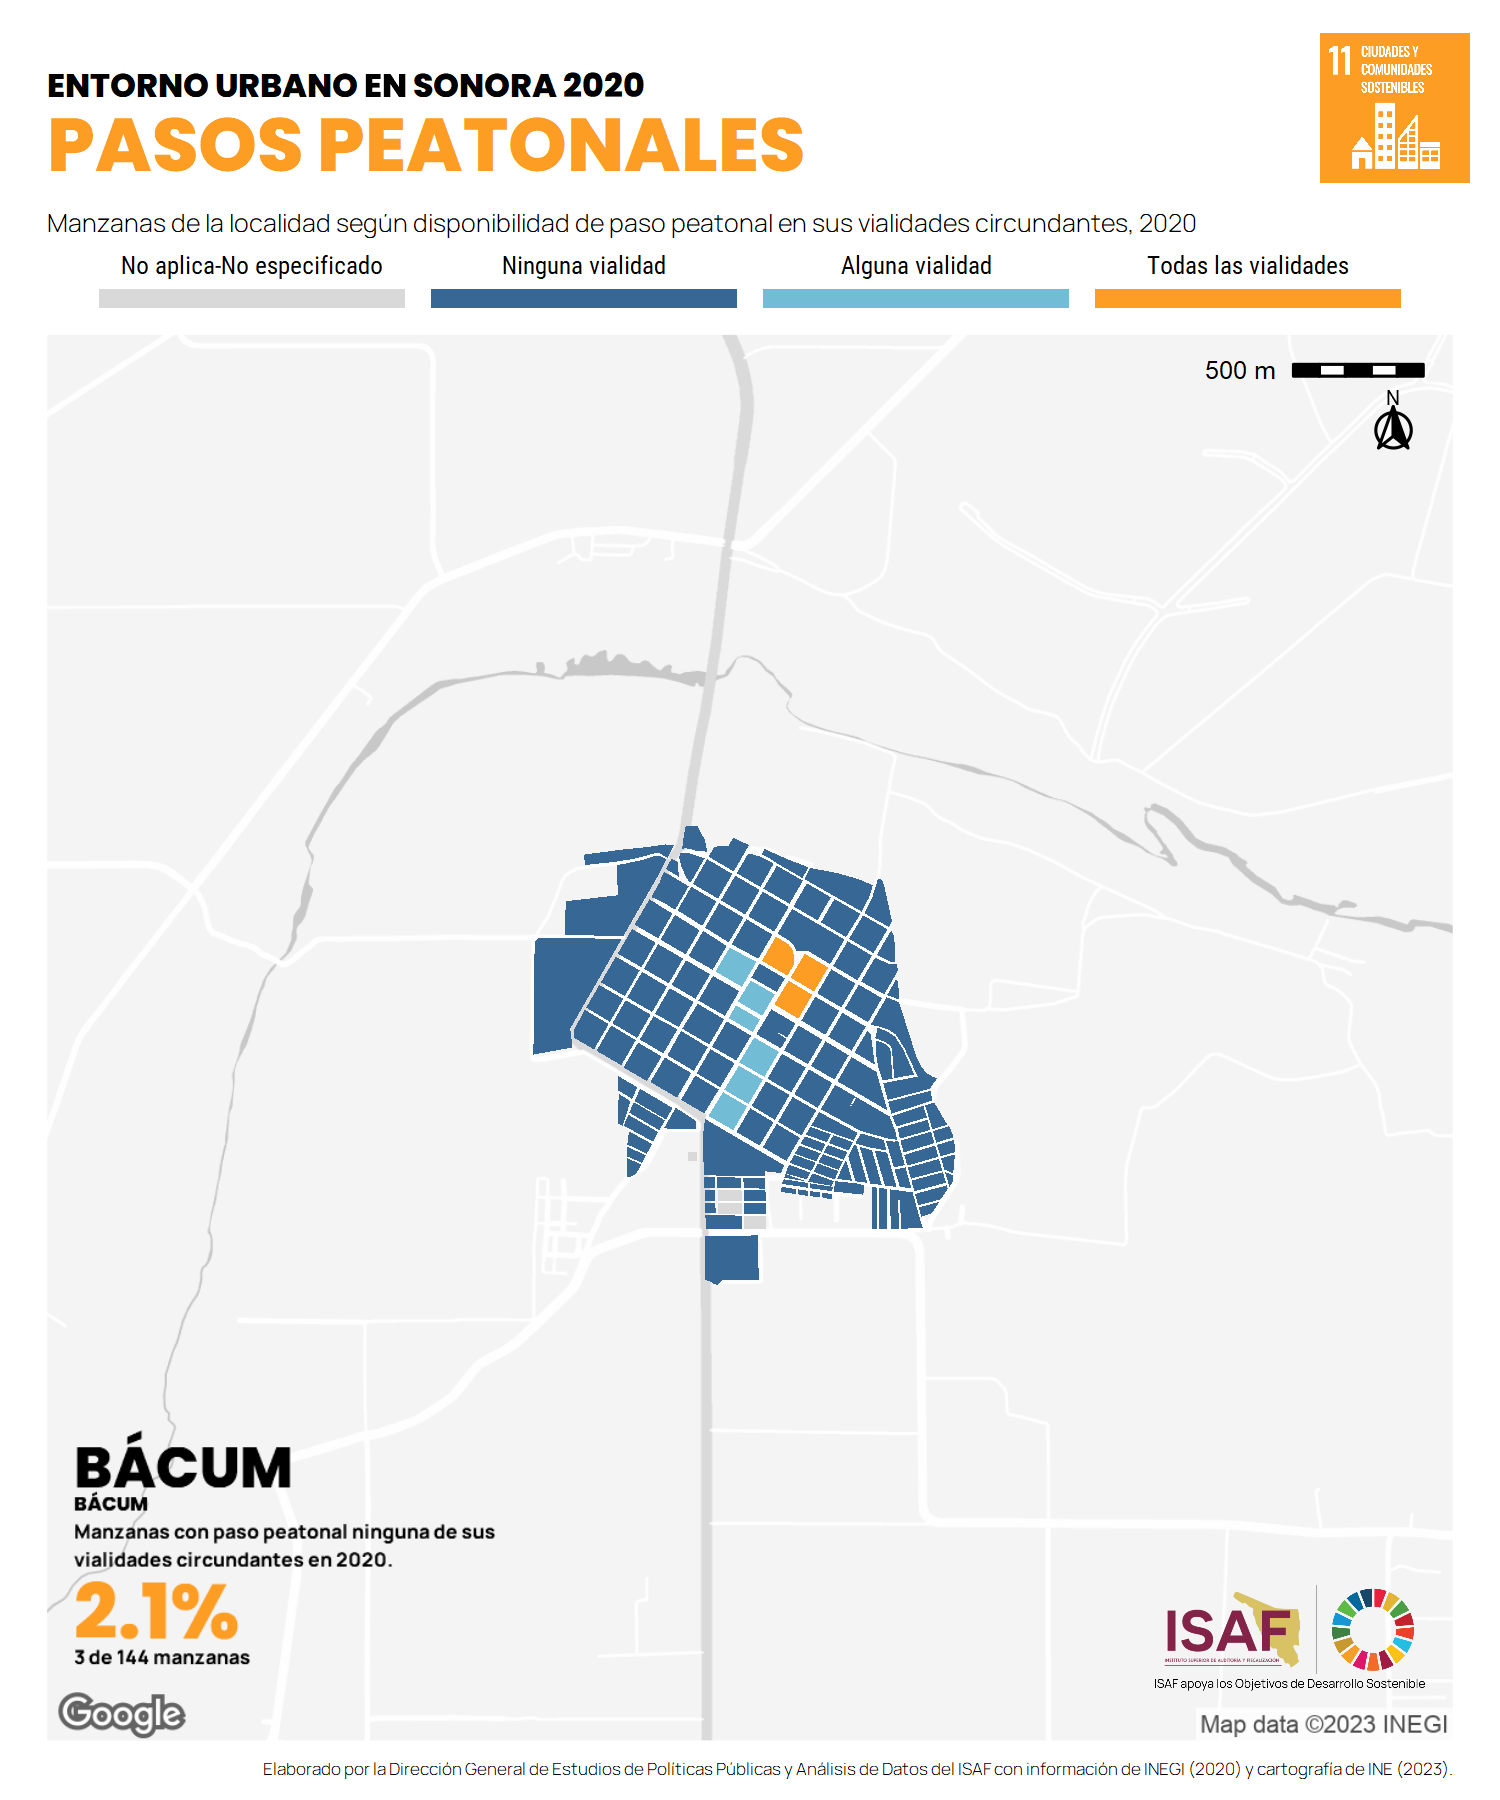 ENTORNO URBANO EN SONORA 2020
PASOS PEATONALES
11 CIUDADES Y
COMUNIDADES
SOSTENIBLES
Manzanas de la localidad según disponibilidad de paso peatonal en sus vialidades circundantes, 2020
No aplica-No especificado
Ninguna vialidad
Alguna vialidad
Todas las vialidades
500 m
N
BÁCUM
BÁCUM
Manzanas con paso peatonal ninguna de sus
vialidades circundantes en 2020.
2.1%
3 de 144 manzanas
Google
ISAF
INSTITUTO SUPERIOR DE AUDITORÍA Y FISCALIZACIÓN
ISAF apoya los Objetivos de Desarrollo Sostenible
Map data ©2023 INEGI
Elaborado por la Dirección General de Estudios de Políticas Públicas y Análisis de Datos del ISAF con información de INEGI (2020) y cartografía de INE (2023).